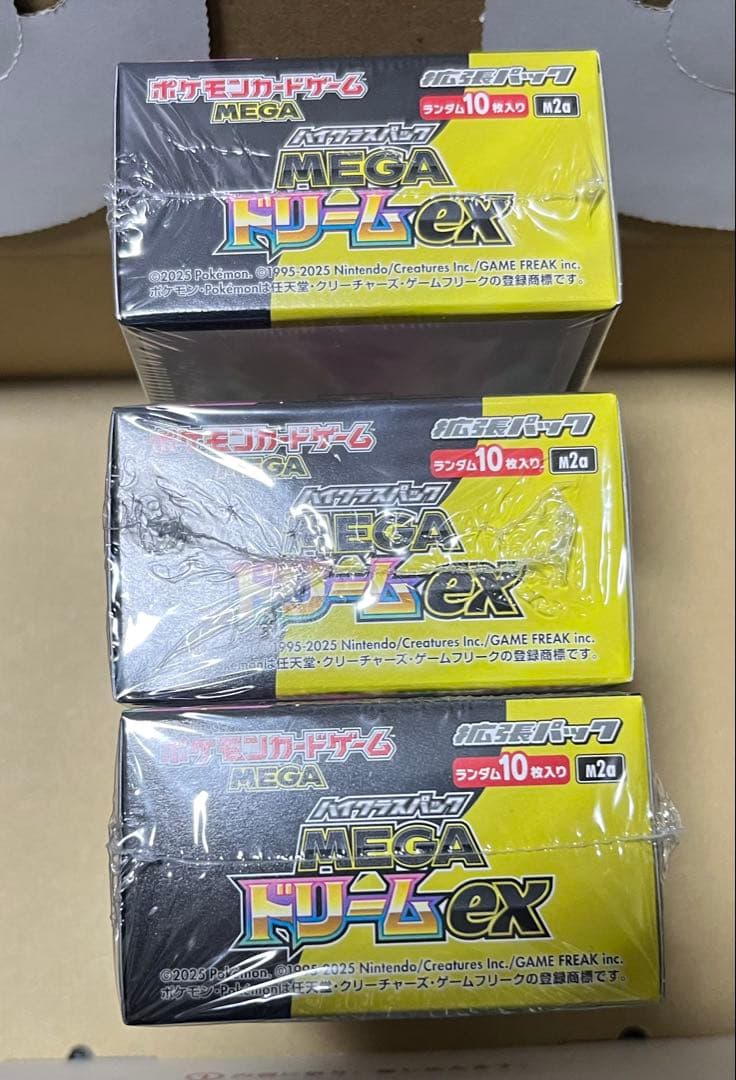 ポケモンカードゲーム
MEGA
拡張パック
ランダム10枚入り M2a
ハイクラスパック
MEGA
ドリームex
©2025 Pokémon. ©1995-2025 Nintendo/Creatures Inc./GAME FREAK inc.
ポケモン・Pokémonは任天堂・クリーチャーズ・ゲームフリークの登録商標です。
ポケモンカードゲーム
MEGA
拡張パック
ランダム10枚入り M2a
ハイクラスパック
MEGA
ドリームex
1995-2025 Nintendo/Creatures Inc./GAME FREAK inc.
Pokémonは任天堂・クリーチャーズ・ゲームフリークの登録商標です。
ポケモンカードゲーム
MEGA
拡張パック
ランダム10枚入り M2a
ハイクラスパック
MEGA
ドリームex
©2025 Pokémon. ©1995-2025 Nintendo/Creatures Inc./GAME FREAK inc.
ポケモン・Pokémonは任天堂・クリーチャーズ・ゲームフリークの登録商標です。